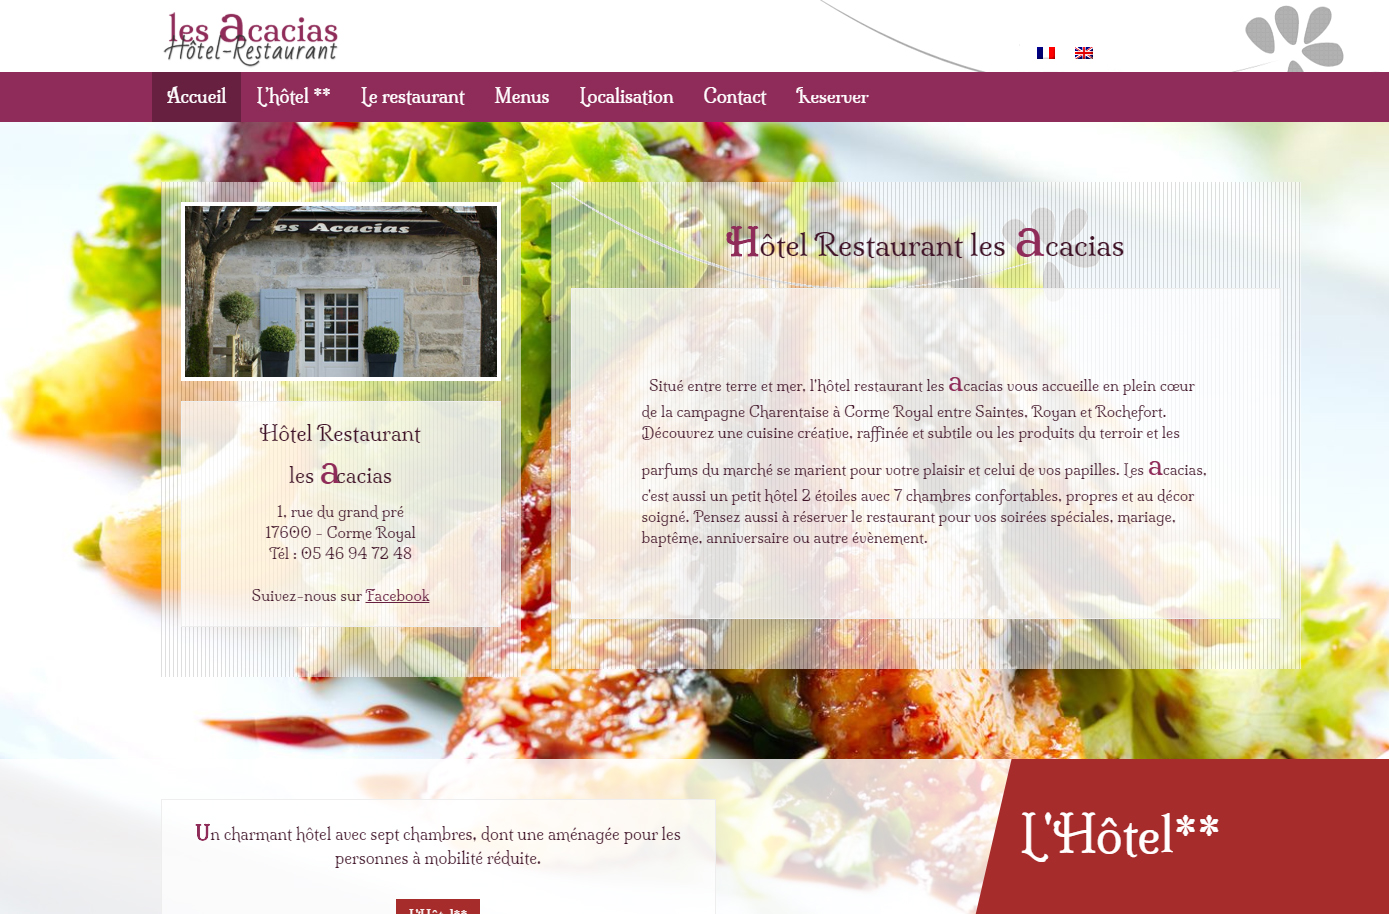 les acacias
Hôtel-Restaurant
Accueil L'hôtel ** Le restaurant Menus Localisation Contact Reserver
les Acacias
Hôtel Restaurant
les acacias
1, rue du grand pré
17600 - Corme Royal
Tél : 05 46 94 72 48
Suivez-nous sur Facebook
Hôtel Restaurant les acacias
Situé entre terre et mer, l'hôtel restaurant les acacias vous accueille en plein cœur
de la campagne Charentaise à Corme Royal entre Saintes, Royan et Rochefort.
Découvrez une cuisine créative, raffinée et subtile ou les produits du terroir et les
parfums du marché se marient pour votre plaisir et celui de vos papilles. Les acacias,
c'est aussi un petit hôtel 2 étoiles avec 7 chambres confortables, propres et au décor
soigné. Pensez aussi à réserver le restaurant pour vos soirées spéciales, mariage,
baptême, anniversaire ou autre évènement.
Un charmant hôtel avec sept chambres, dont une aménagée pour les
personnes à mobilité réduite.
L'Hôtel**
L'Hôtel**